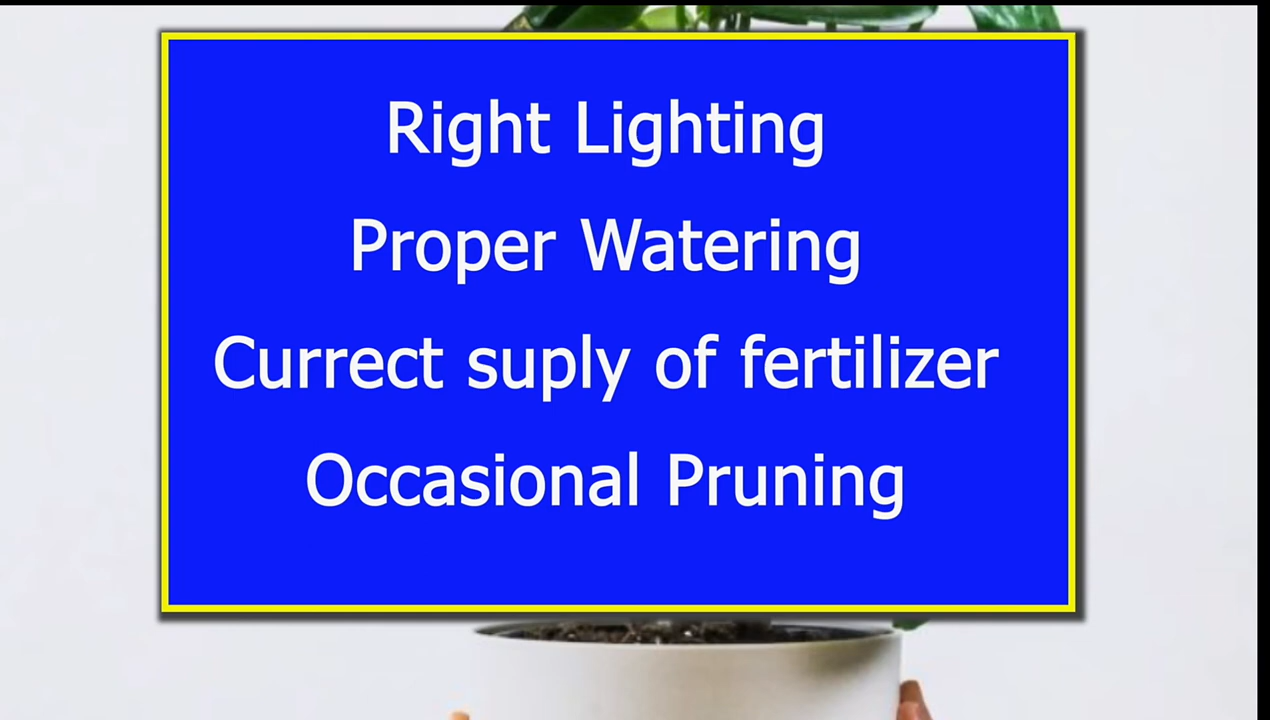 Right Lighting
Proper Watering
Currect suply of fertilizer
Occasional Pruning